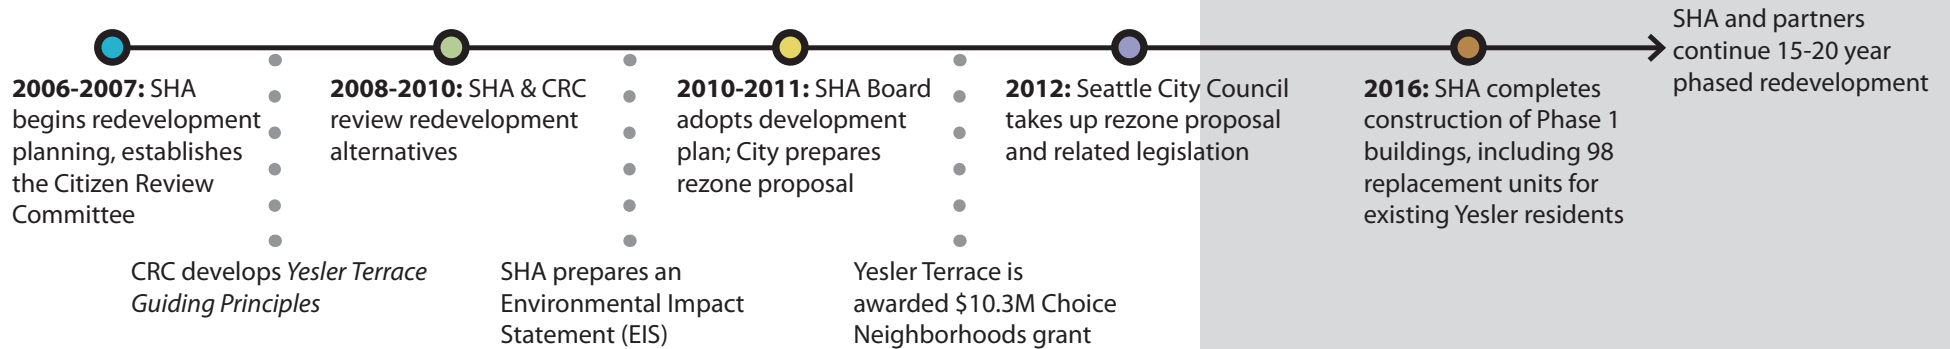 2006-2007: SHA
begins redevelopment
planning, establishes
the Citizen Review
Committee
CRC develops Yesler Terrace
Guiding Principles
2008-2010: SHA & CRC
review redevelopment
alternatives
SHA prepares an
Environmental Impact
Statement (EIS)
2010-2011: SHA Board
adopts development
plan; City prepares
rezone proposal
Yesler Terrace is
awarded $10.3M Choice
Neighborhoods grant
2012: Seattle City Council
takes up rezone proposal
and related legislation
2016: SHA completes
construction of Phase 1
buildings, including 98
replacement units for
existing Yesler residents
SHA and partners
continue 15-20 year
phased redevelopment